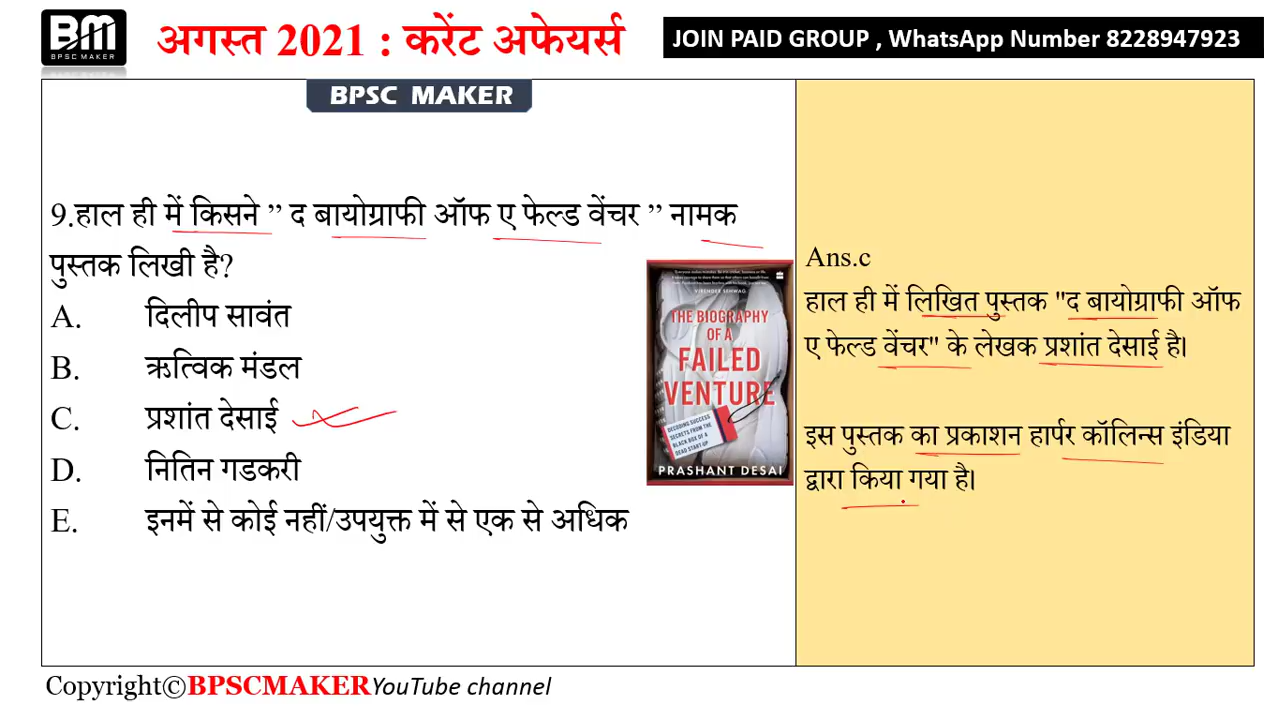 BM
BPSC MAKER
अगस्त 2021 : करेंट अफेयर्स
JOIN PAID GROUP , WhatsApp Number 8228947923
BPSC MAKER
9.हाल ही में किसने ” द बायोग्राफी ऑफ ए फेल्ड वेंचर ” नामक
पुस्तक लिखी है?
A. दिलीप सावंत
B. ऋत्विक मंडल
C. प्रशांत देसाई
D. नितिन गडकरी
E. इनमें से कोई नहीं/उपयुक्त में से एक से अधिक
VIRENDER SEHWAG
THE BIOGRAPHY
OF A
FAILED
VENTURE
DECODING SUCCESS
SECRETS FROM THE
BLACK BOX OF A
DEAD START-UP
PRASHANT DESAI
Ans.c
हाल ही में लिखित पुस्तक "द बायोग्राफी ऑफ
ए फेल्ड वेंचर" के लेखक प्रशांत देसाई है।
इस पुस्तक का प्रकाशन हार्पर कॉलिन्स इंडिया
द्वारा किया गया है।
Copyright©BPSCMAKERYouTube channel